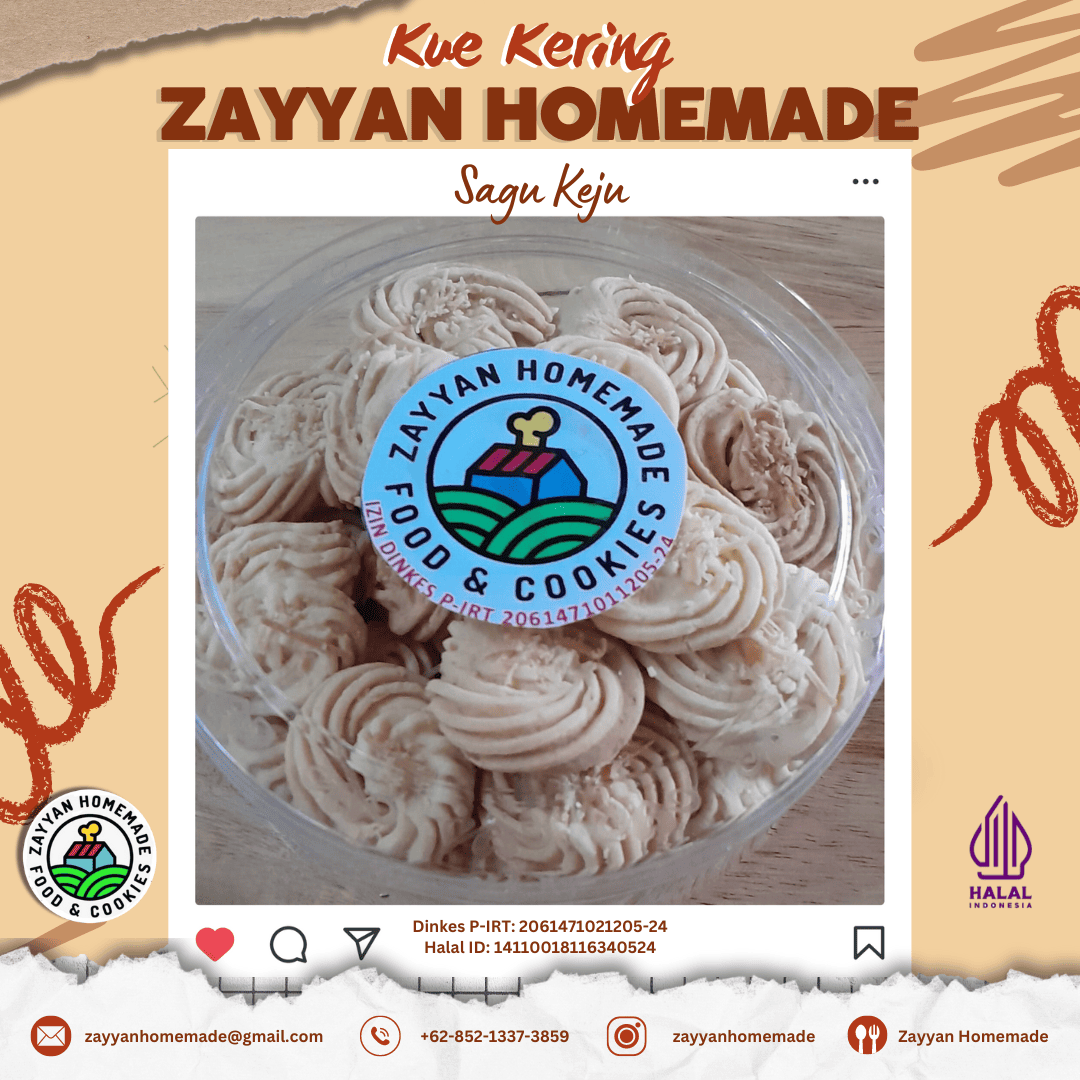 Kue Kering
ZAYYAN HOMEMADE
Sagu Keju
ZAYYAN HOMEMADE
FOOD & COOKIES
IZIN DINKES P-IRT 2061471011205-24
ZAYYAN HOMEMADE
FOOD & COOKIES
HALAL
INDONESIA
Dinkes P-IRT: 2061471021205-24
Halal ID: 14110018116340524
zayyanhomemade@gmail.com
+62-852-1337-3859
zayyanhomemade
Zayyan Homemade